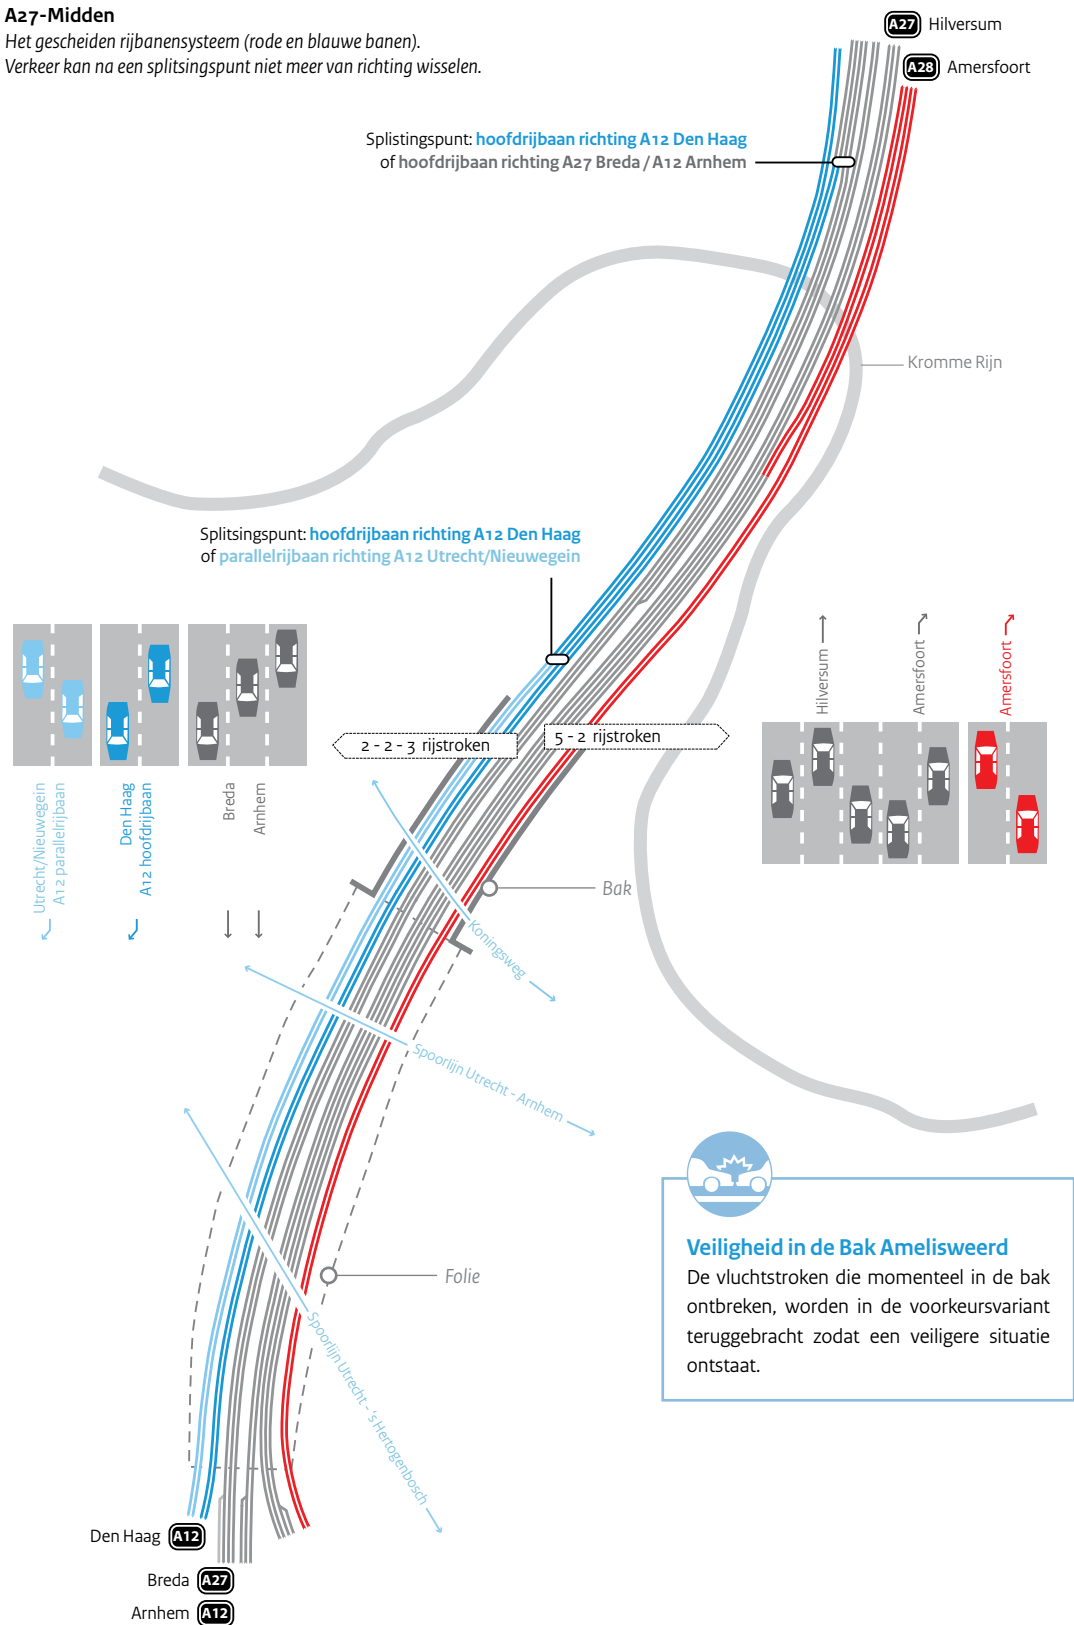 A27-Midden
Het gescheiden rijbanensysteem (rode en blauwe banen).
Verkeer kan na een splitsingspunt niet meer van richting wisselen.
A27 Hilversum
A28 Amersfoort
Splistingspunt: hoofdrijbaan richting A12 Den Haag
of hoofdrijbaan richting A27 Breda / A12 Arnhem
Kromme Rijn
Splitsingspunt: hoofdrijbaan richting A12 Den Haag
of parallelrijbaan richting A12 Utrecht/Nieuwegein
Hilversum
Amersfoort
Amersfoort
2 - 2 - 3 rijstroken
5 - 2 rijstroken
Utrecht/Nieuwegein
A12 parallelrijbaan
Den Haag
A12 hoofdrijbaan
Breda
Arnhem
Bak
Koningsweg
Spoorlijn Utrecht - Arnhem
Folie
Spoorlijn Utrecht - 's Hertogenbosch
Veiligheid in de Bak Amelisweerd
De vluchtstroken die momenteel in de bak
ontbreken, worden in de voorkeursvariant
teruggebracht zodat een veiligere situatie
ontstaat.
Den Haag A12
Breda A27
Arnhem A12